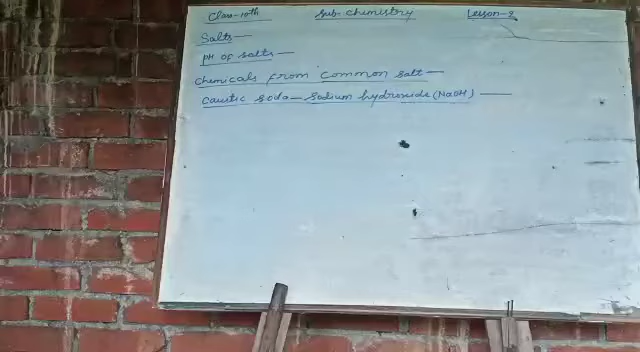 Class-10th Sub-Chemistry Lesson-2
Salts—
pH of salts—
Chemicals from common salt—
Caustic soda—Sodium hydroxide (NaOH) —